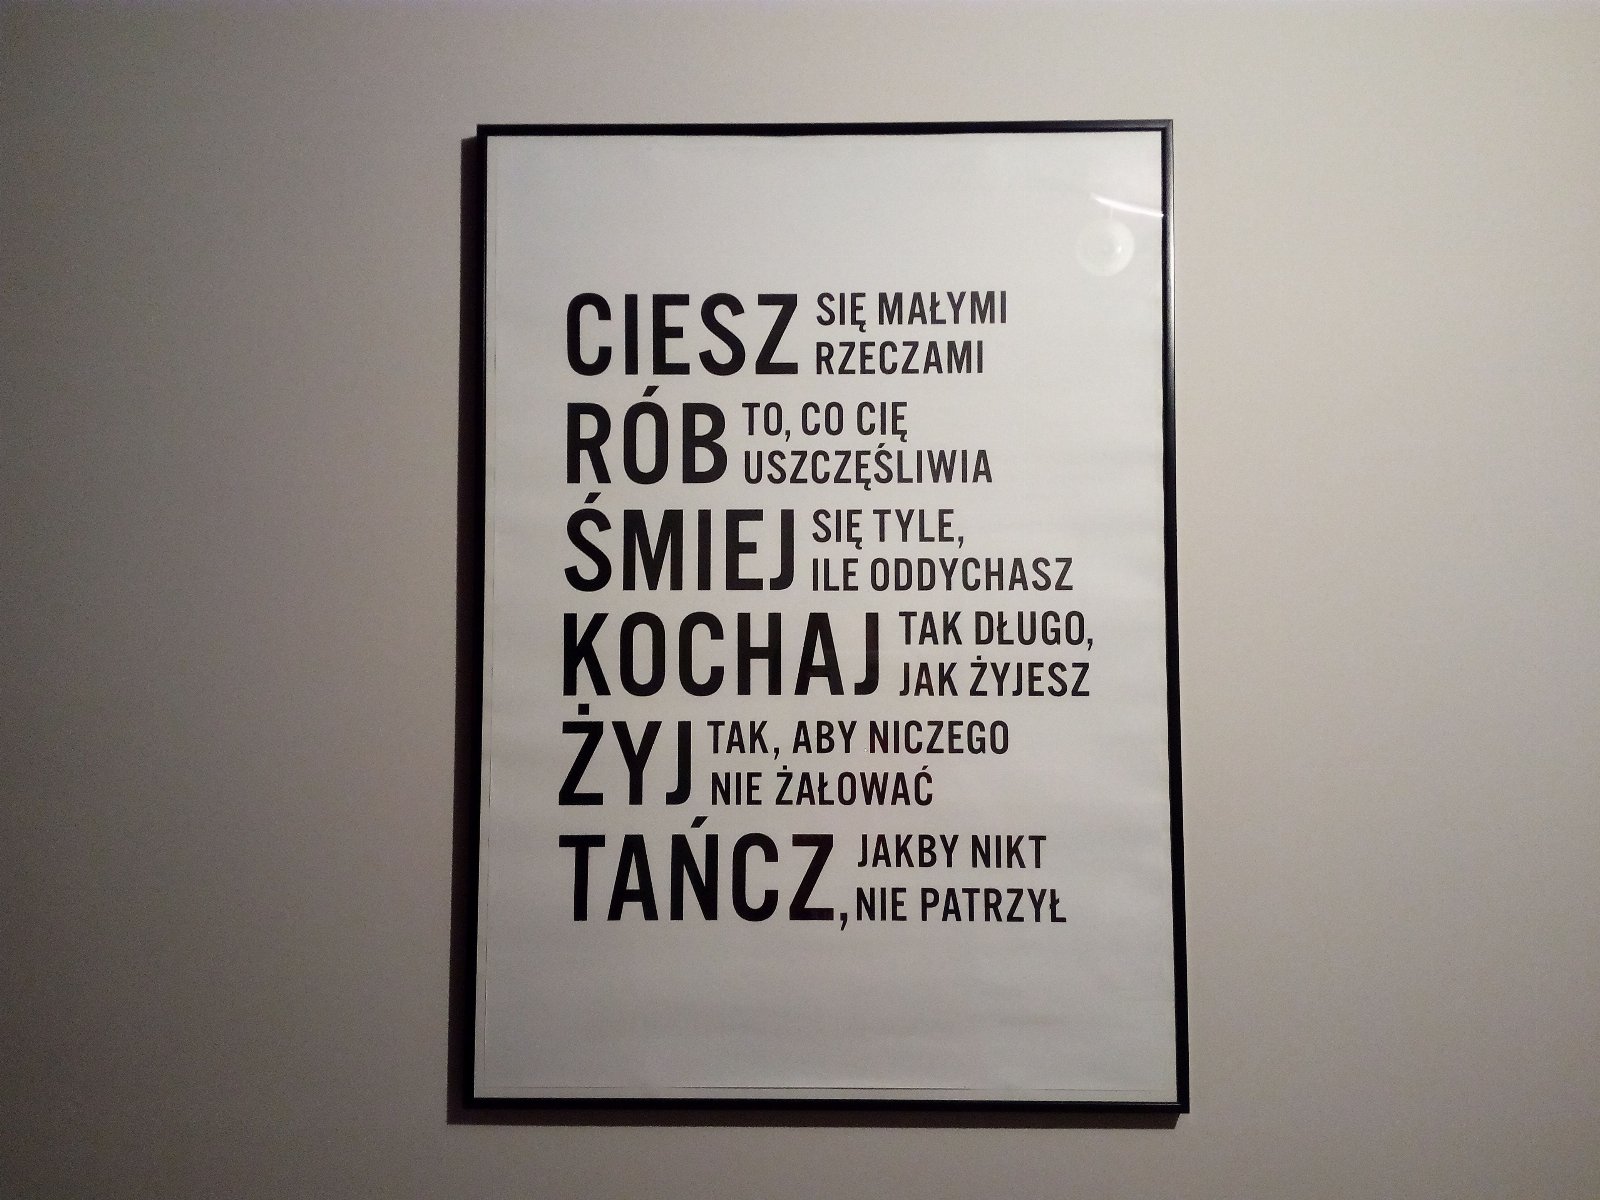 CIESZ SIĘ MAŁYMI
RZECZAMI
RÓB TO, CO CIĘ
USZCZĘŚLIWIA
ŚMIEJ SIĘ TYLE,
ILE ODDYCHASZ
KOCHAJ TAK DŁUGO,
JAK ŻYJESZ
ŻYJ TAK, ABY NICZEGO
NIE ŻAŁOWAĆ
TAŃCZ, JAKBY NIKT
NIE PATRZYŁ